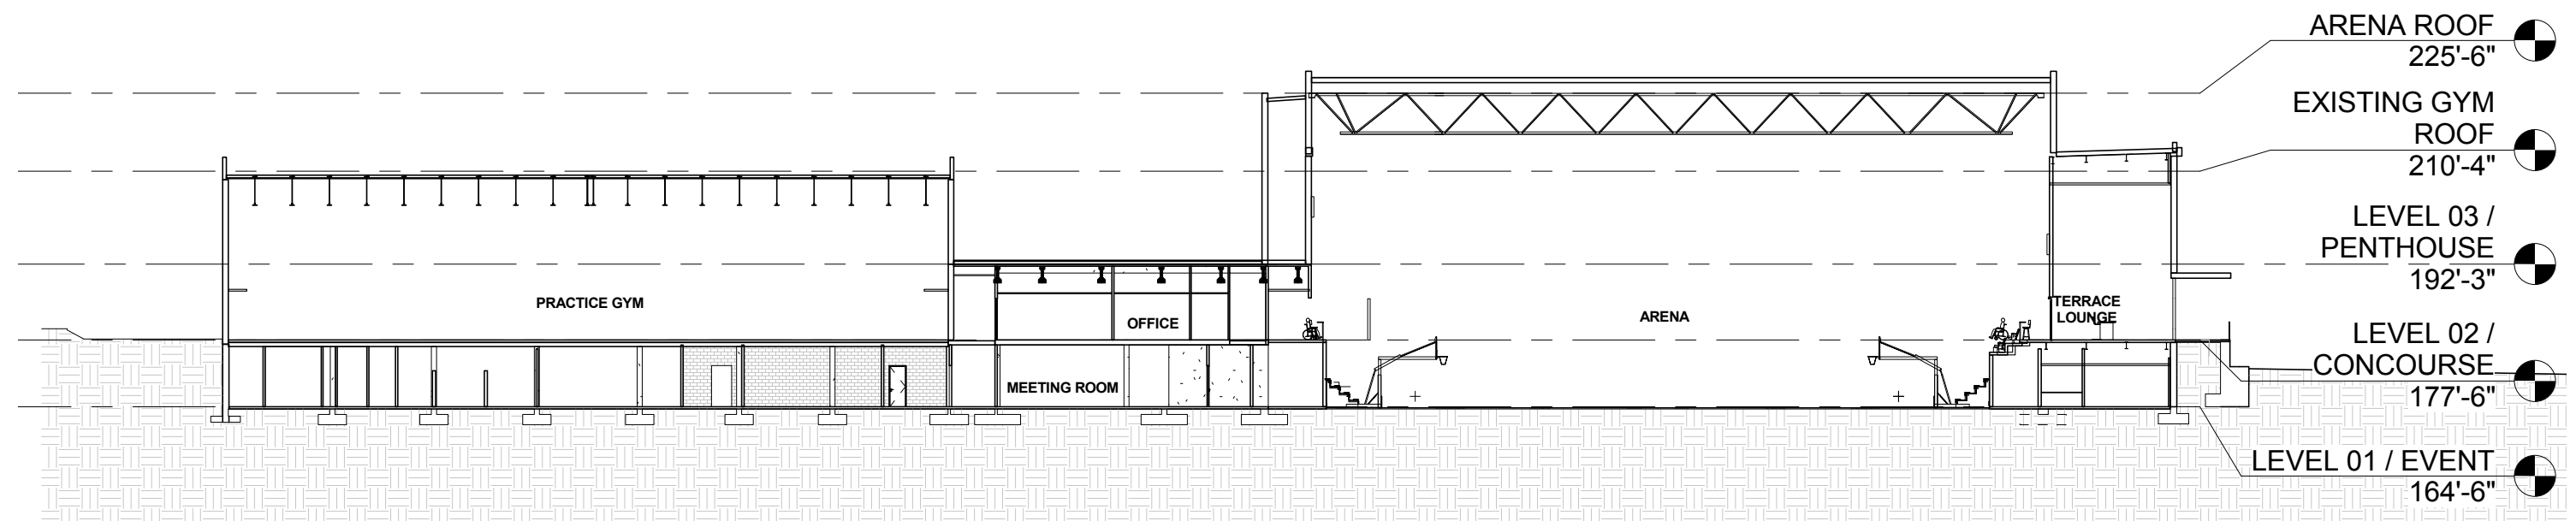 ARENA ROOF
225'-6"
EXISTING GYM
ROOF
210'-4"
LEVEL 03 /
PENTHOUSE
192'-3"
PRACTICE GYM
OFFICE
ARENA
TERRACE
LOUNGE
LEVEL 02 /
CONCOURSE
177'-6"
MEETING ROOM
LEVEL 01 / EVENT
164'-6"